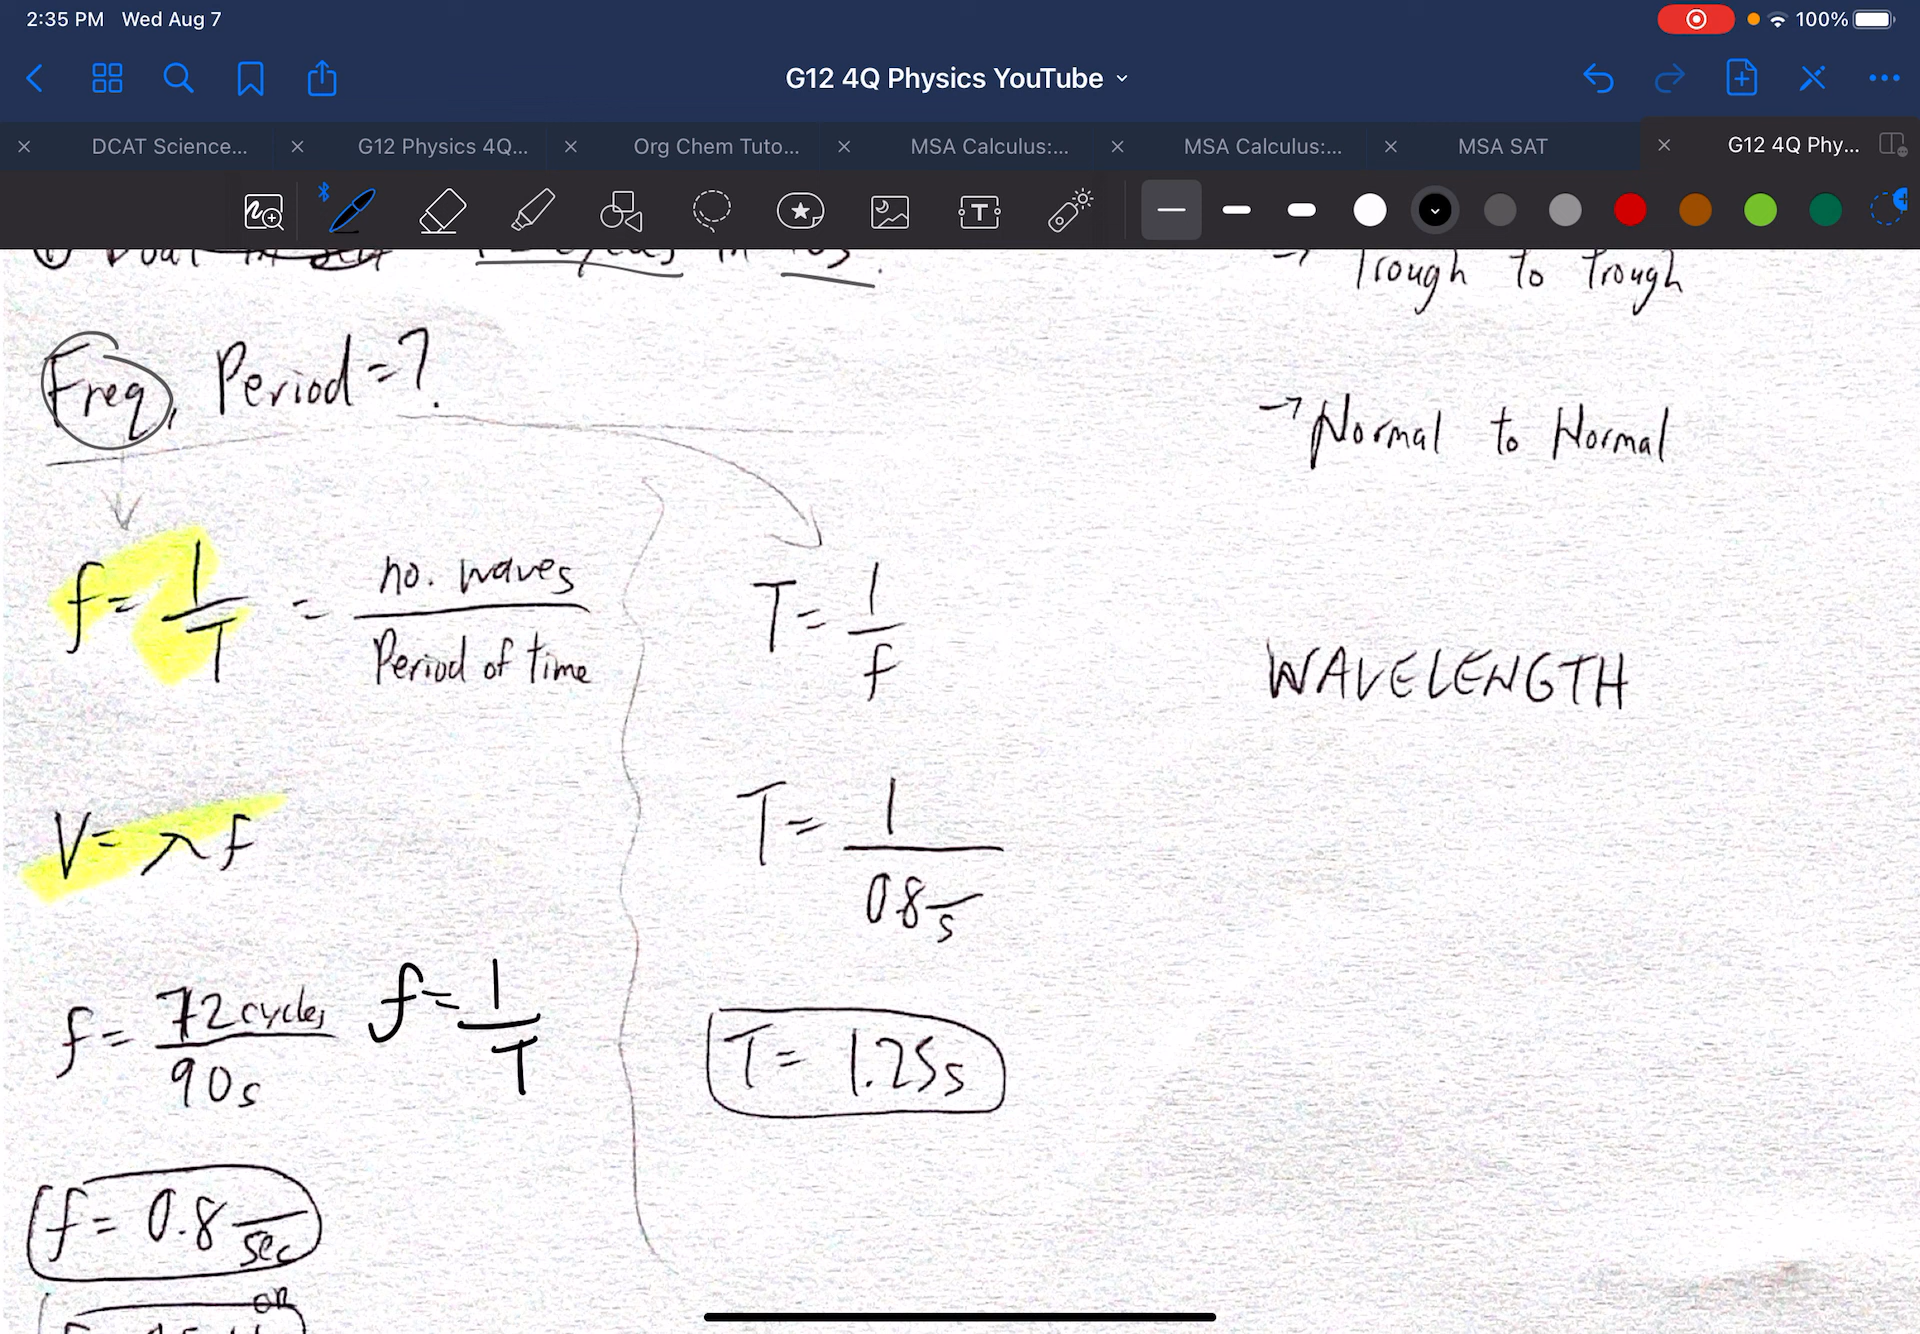 2:35 PM Wed Aug 7
100%
G12 4Q Physics YouTube
DCAT Science...
G12 Physics 4Q...
Org Chem Tuto...
MSA Calculus:...
MSA Calculus:...
MSA SAT
G12 4Q Phy...
→ Trough to Trough
Freq, Period = ?
→ Normal to Normal
f = 1/T = no. waves / Period of time
T = 1/f
WAVELENGTH
V = λ F
T = 1 / 0.8/s
f = 72 cycles / 90s
f = 1/T
T = 1.25s
f = 0.8 /sec
or